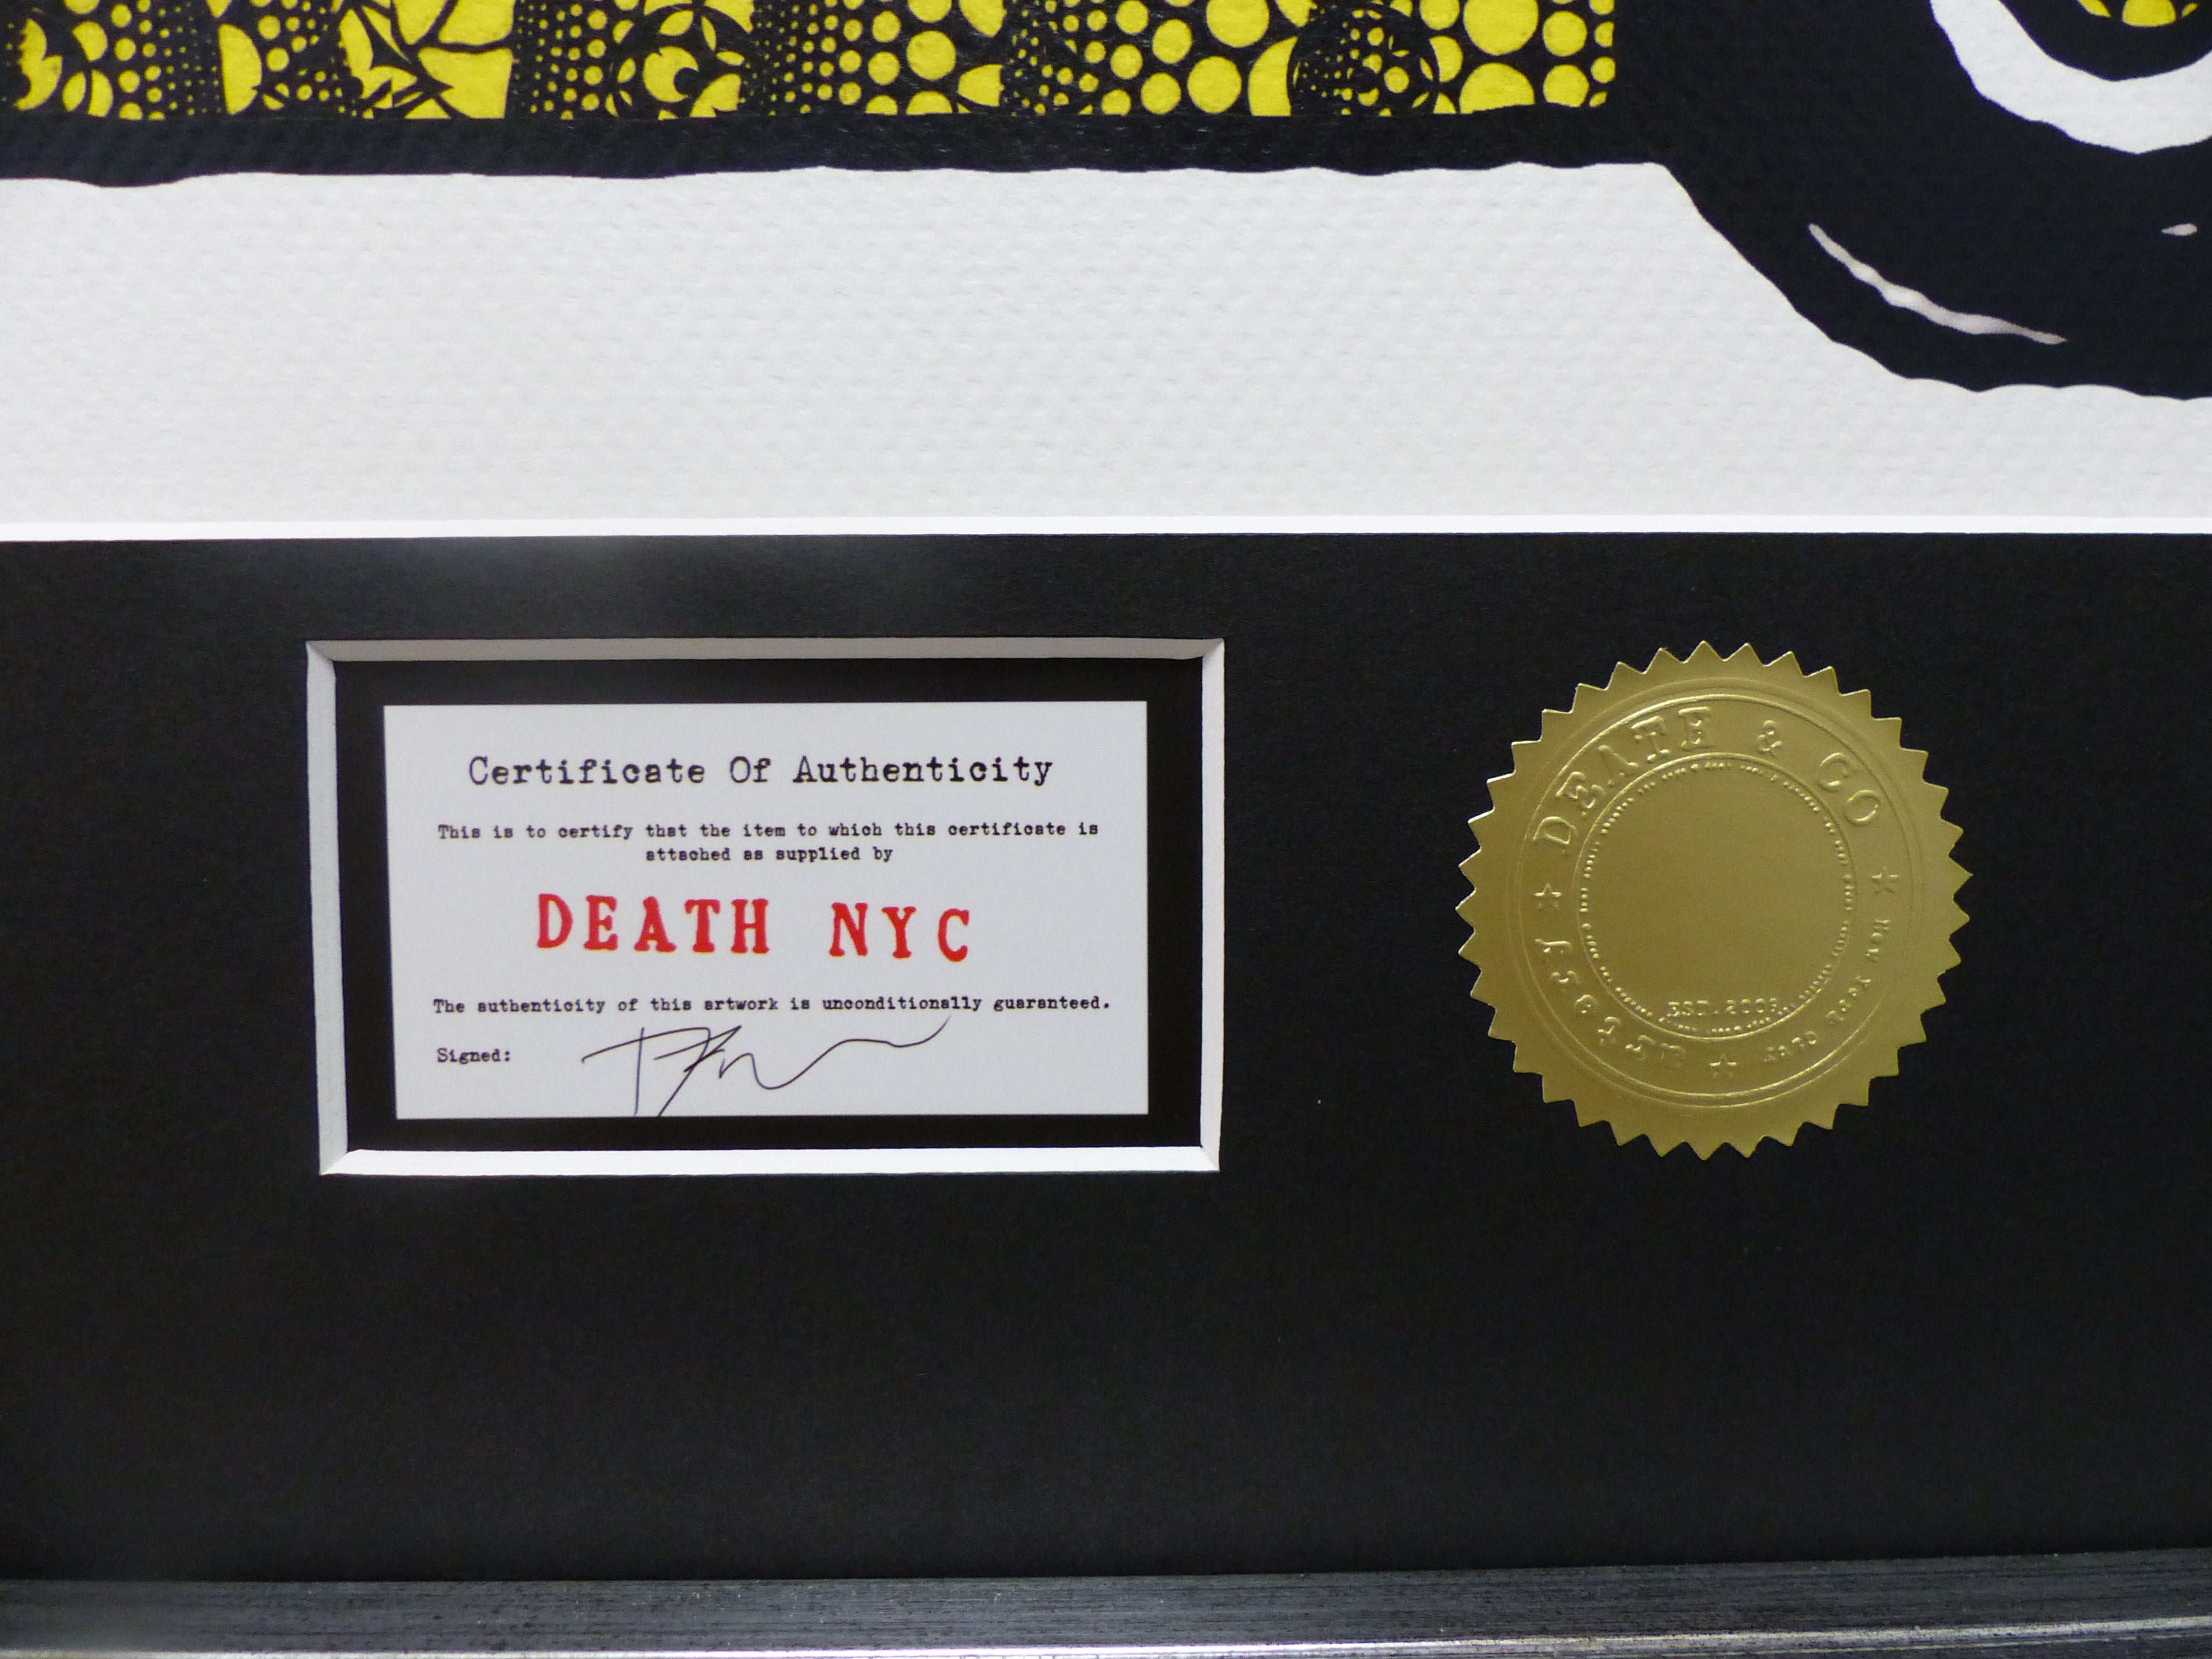 Certificate Of Authenticity
This is to certify that the item to which this certificate is
attached as supplied by
DEATH NYC
The authenticity of this artwork is unconditionally guaranteed.
Signed:
DEATH & CO